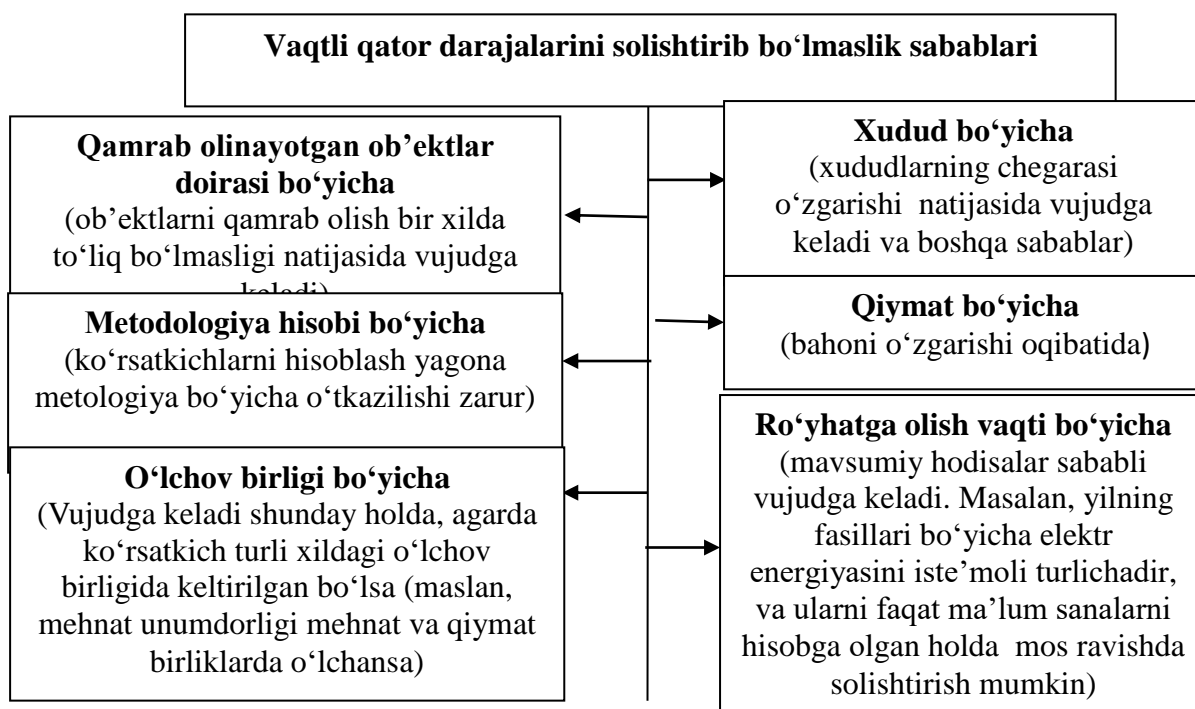 Vaqtli qator darajalarini solishtirib bo‘lmaslik sabablari
Qamrab olinayotgan ob’ektlar
doirasi bo‘yicha
(ob’ektlarni qamrab olish bir xilda
to‘liq bo‘lmasligi natijasida vujudga
keladi)
Metodologiya hisobi bo‘yicha
(ko‘rsatkichlarni hisoblash yagona
metologiya bo‘yicha o‘tkazilishi zarur)
O‘lchov birligi bo‘yicha
(Vujudga keladi shunday holda, agarda
ko‘rsatkich turli xildagi o‘lchov
birligida keltirilgan bo‘lsa (maslan,
mehnat unumdorligi mehnat va qiymat
birliklarda o‘lchansa)
Xudud bo‘yicha
(xududlarning chegarasi
o‘zgarishi natijasida vujudga
keladi va boshqa sabablar)
Qiymat bo‘yicha
(bahoni o‘zgarishi oqibatida)
Ro‘yhatga olish vaqti bo‘yicha
(mavsumiy hodisalar sababli
vujudga keladi. Masalan, yilning
fasillari bo‘yicha elektr
energiyasini iste’moli turlichadir,
va ularni faqat ma’lum sanalarni
hisobga olgan holda mos ravishda
solishtirish mumkin)